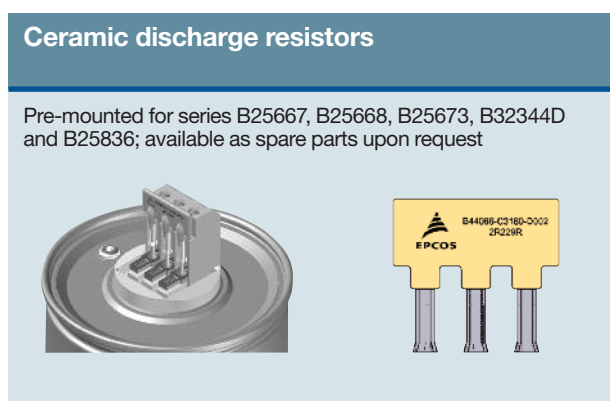 Ceramic discharge resistors
Pre-mounted for series B25667, B25668, B25673, B32344D
and B25836; available as spare parts upon request
B44066-C3160-D002
2R229R
EPCOS